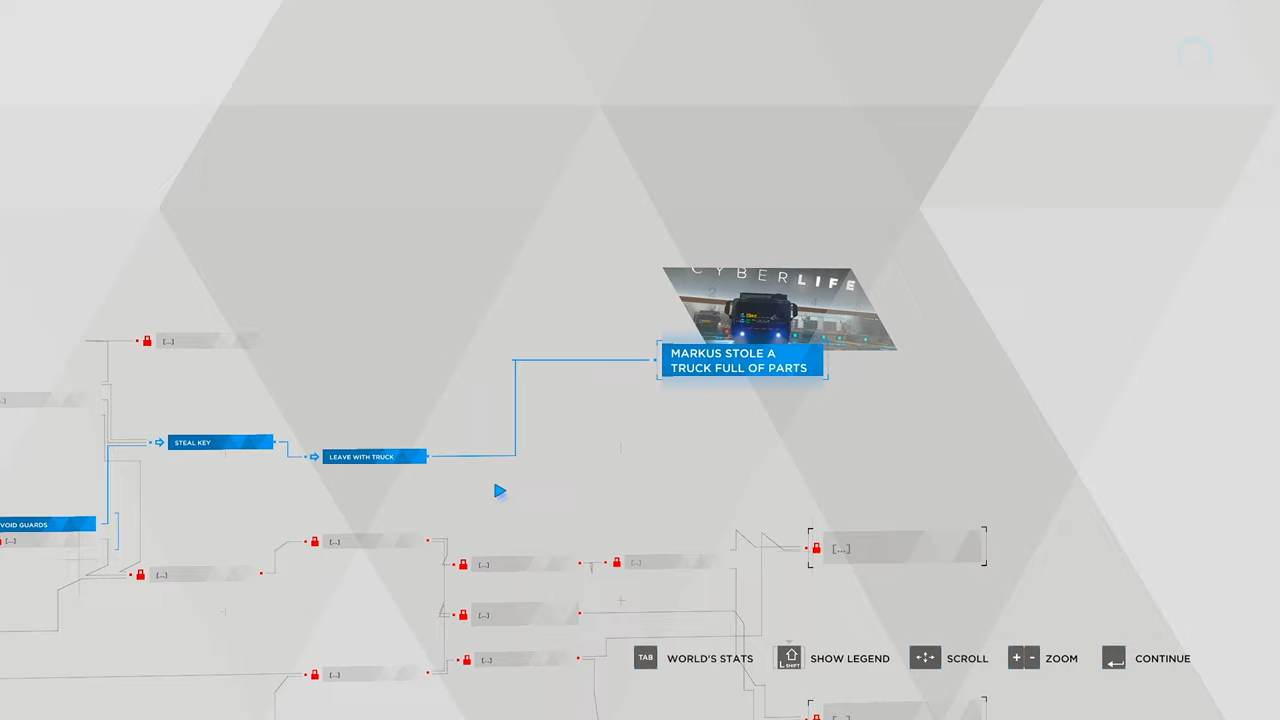 CYBERLIFE
MARKUS STOLE A
TRUCK FULL OF PARTS
[...]
STEAL KEY
LEAVE WITH TRUCK
VOID GUARDS
[...]
[...]
[...]
[...]
[...]
[...]
[...]
[...]
[...]
[...]
TAB WORLD'S STATS
L SHIFT SHOW LEGEND
SCROLL
+ - ZOOM
CONTINUE